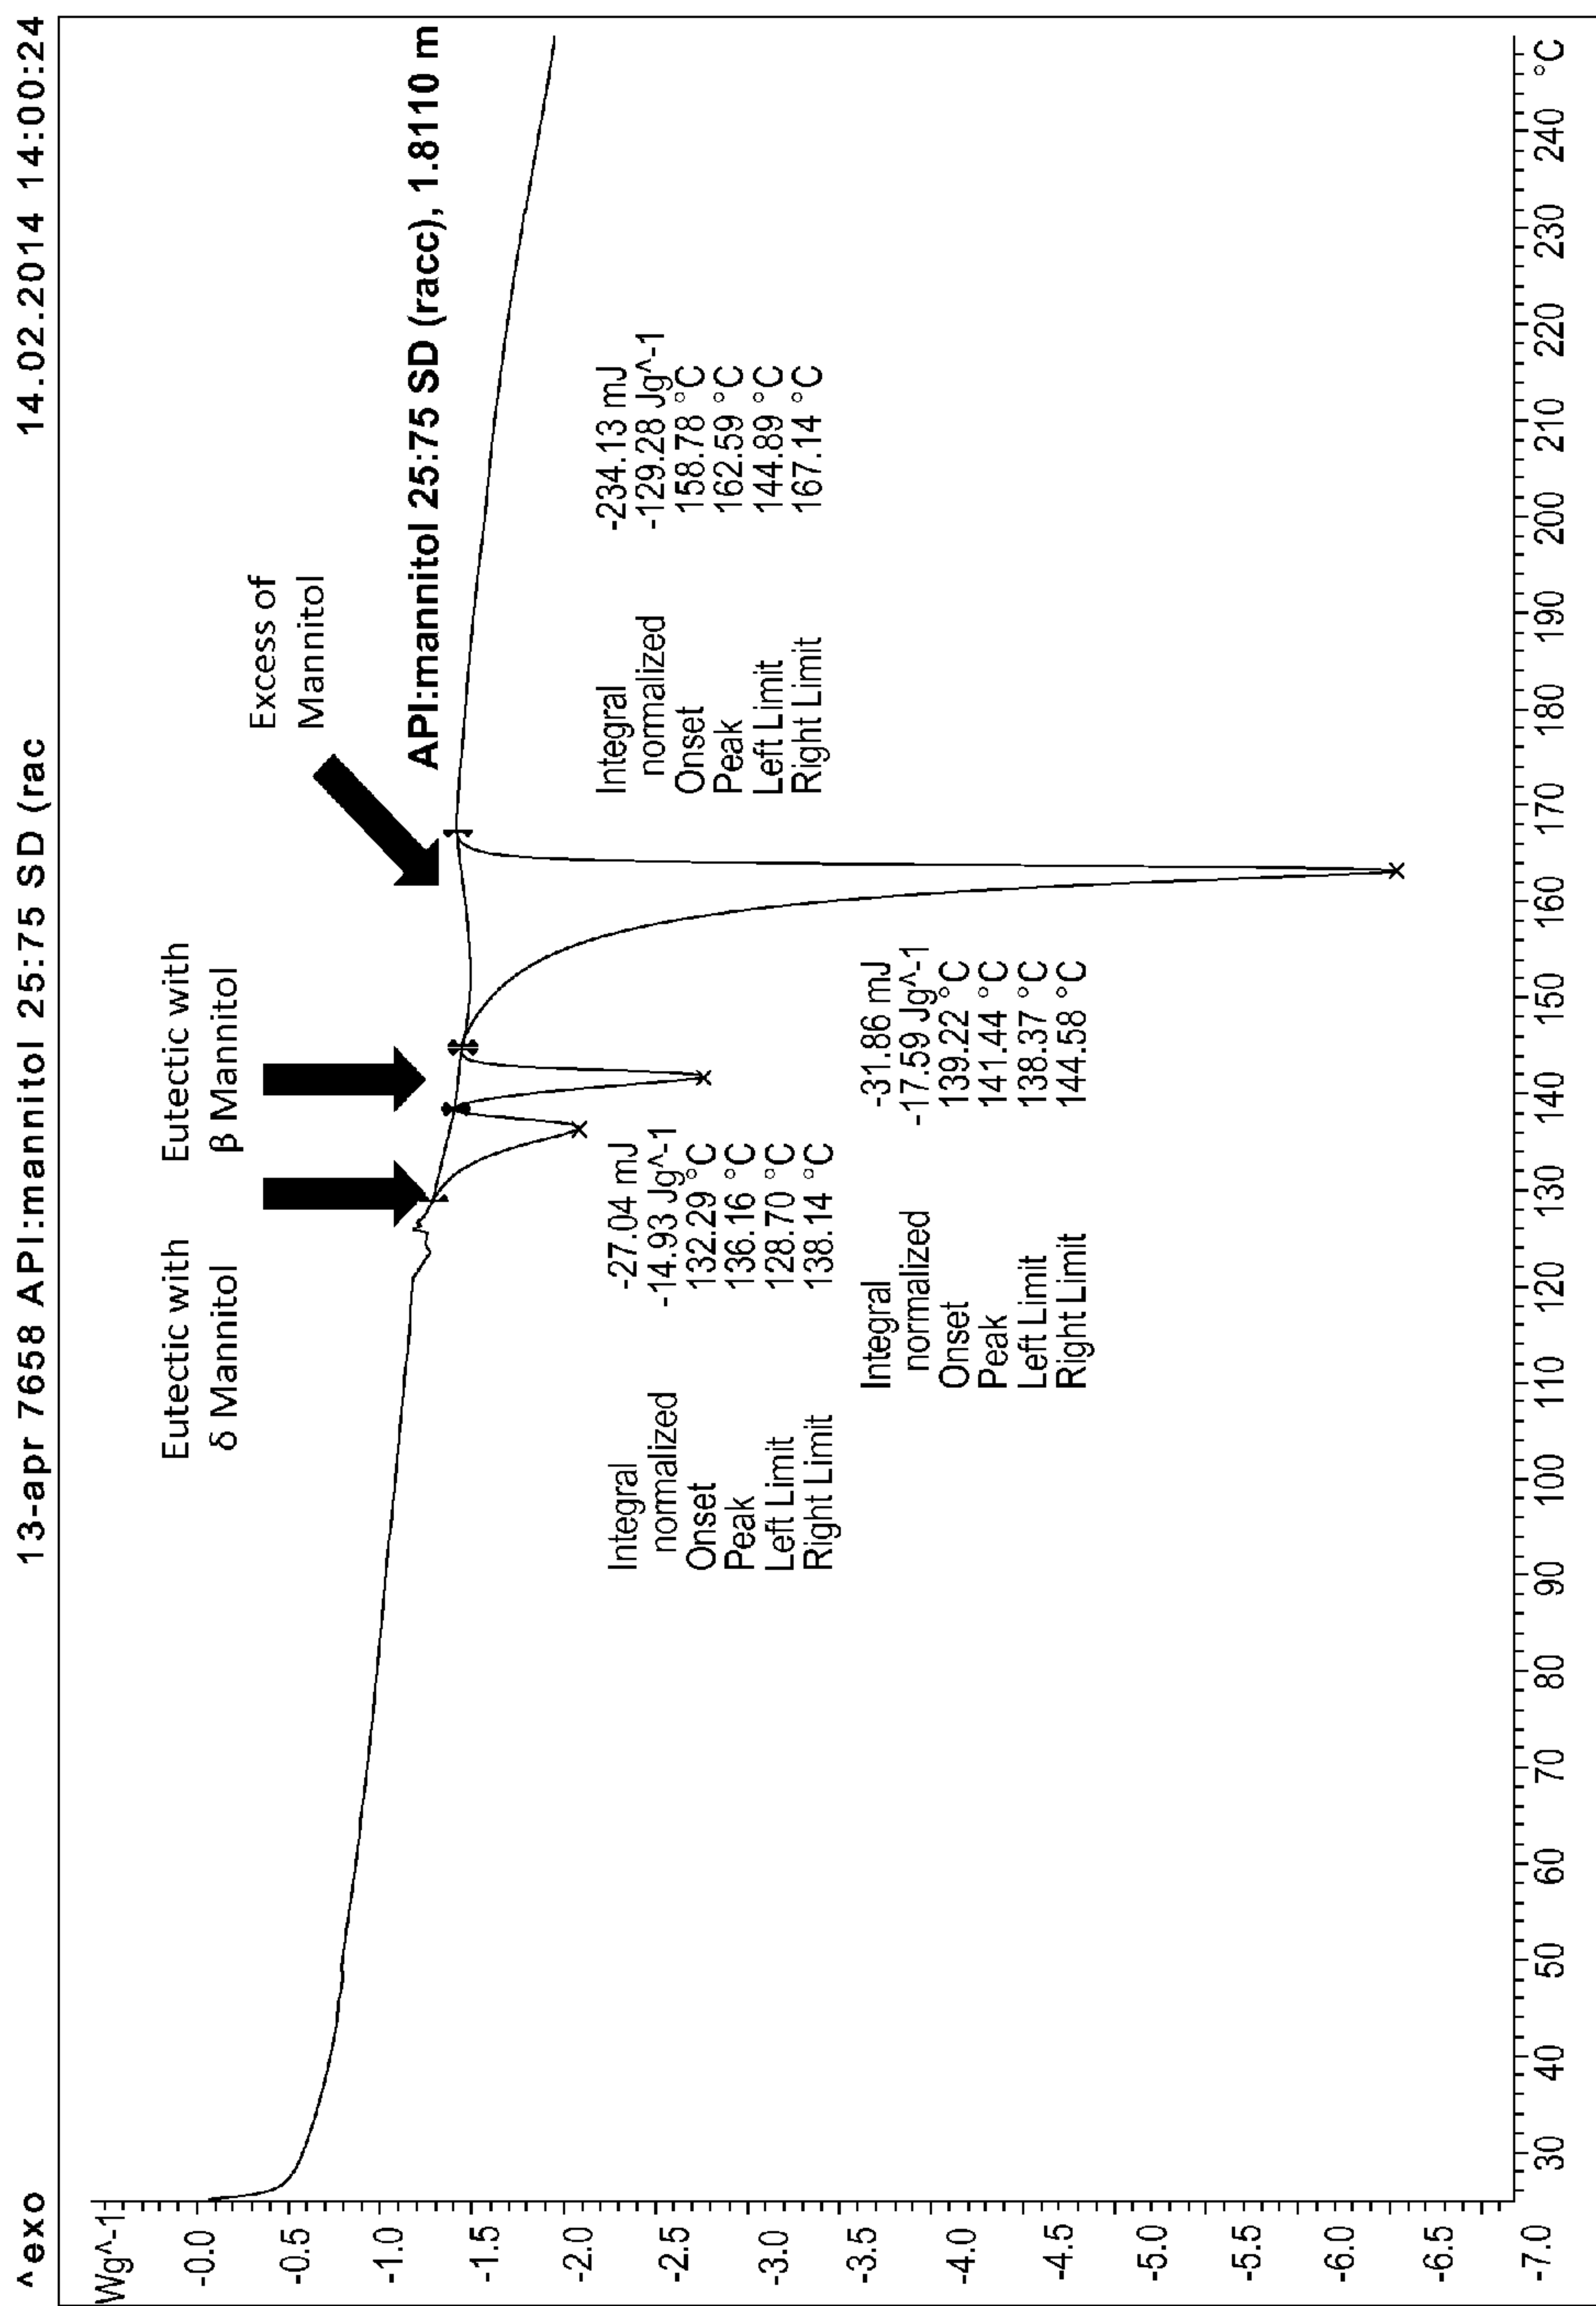 ^exo 13-apr 7658 API:mannitol 25:75 SD (rac 14.02.2014 14:00:24
Wg^-1
Eutectic with
δ Mannitol
Eutectic with
β Mannitol
Excess of
Mannitol
API:mannitol 25:75 SD (racc), 1.8110 m
Integral -27.04 mJ
normalized -14.93 Jg^-1
Onset 132.29 °C
Peak 136.16 °C
Left Limit 128.70 °C
Right Limit 138.14 °C
Integral -234.13 mJ
normalized -129.28 Jg^-1
Onset 158.78 °C
Peak 162.59 °C
Left Limit 144.89 °C
Right Limit 167.14 °C
Integral -31.86 mJ
normalized -17.59 Jg^-1
Onset 139.22 °C
Peak 141.44 °C
Left Limit 138.37 °C
Right Limit 144.58 °C
-0.0
-0.5
-1.0
-1.5
-2.0
-2.5
-3.0
-3.5
-4.0
-4.5
-5.0
-5.5
-6.0
-6.5
-7.0
30 40 50 60 70 80 90 100 110 120 130 140 150 160 170 180 190 200 210 220 230 240 °C